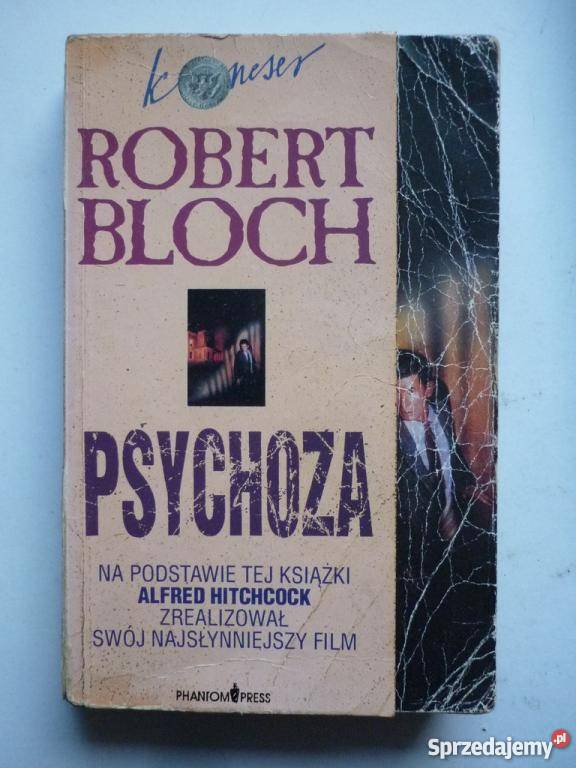 koneser
ROBERT
BLOCH
PSYCHOZA
NA PODSTAWIE TEJ KSIĄŻKI
ALFRED HITCHCOCK
ZREALIZOWAŁ
SWÓJ NAJSŁYNNIEJSZY FILM
PHANTOM PRESS
Sprzedajemy.pl